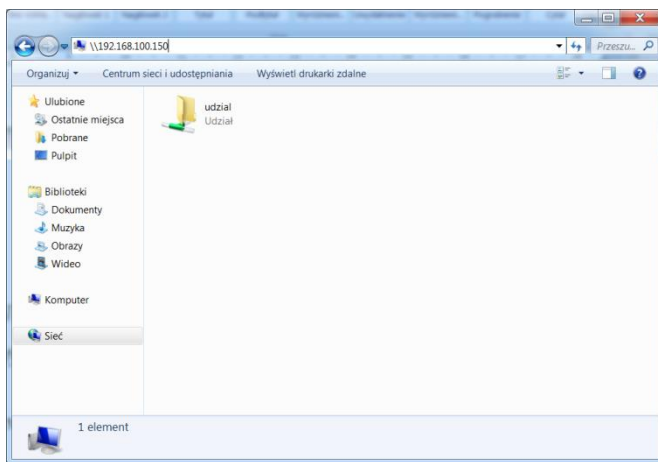 \\192.168.100.150
Przeszu...
Organizuj
Centrum sieci i udostępniania
Wyświetl drukarki zdalne
Ulubione
Ostatnie miejsca
Pobrane
Pulpit
Biblioteki
Dokumenty
Muzyka
Obrazy
Wideo
Komputer
Sieć
udzial
Udział
1 element